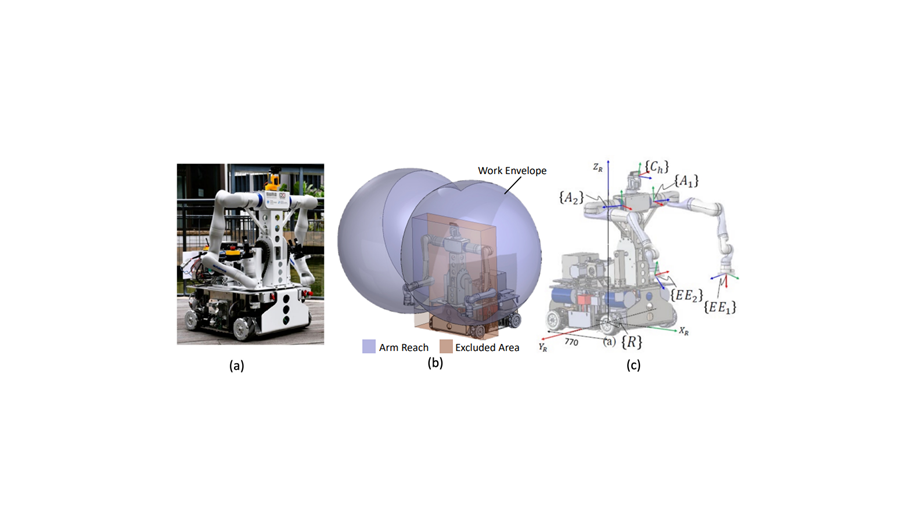 Work Envelope
Arm Reach
Excluded Area
(a)
(b)
Z_R
{C_h}
{A_1}
{A_2}
{EE_2}
{EE_1}
X_R
Y_R
770
(a)
{R}
(c)